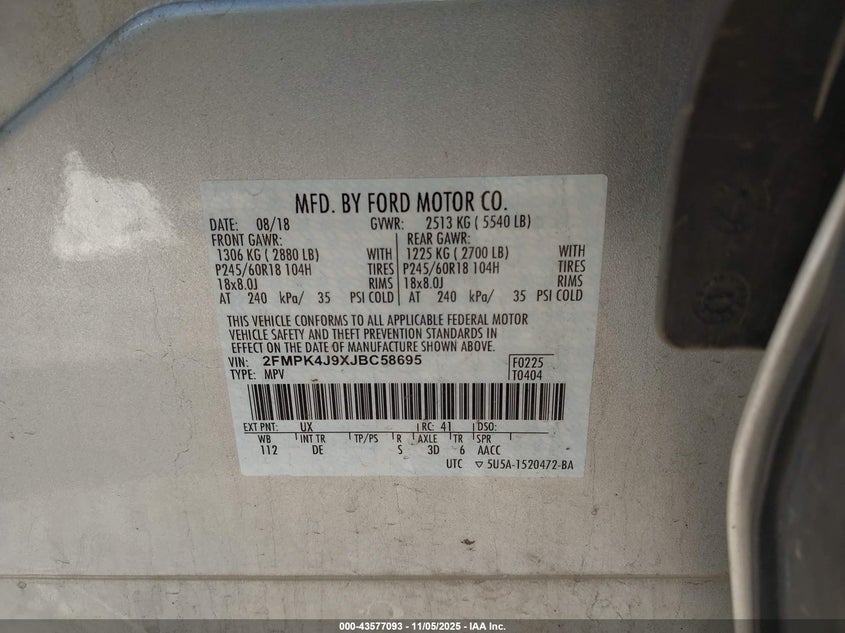 MFD. BY FORD MOTOR CO.
DATE: 08/18 GVWR: 2513 KG ( 5540 LB)
FRONT GAWR: REAR GAWR:
1306 KG ( 2880 LB) WITH 1225 KG ( 2700 LB) WITH
P245/60R18 104H TIRES P245/60R18 104H TIRES
18x8.0J RIMS 18x8.0J RIMS
AT 240 kPa/ 35 PSI COLD AT 240 kPa/ 35 PSI COLD
THIS VEHICLE CONFORMS TO ALL APPLICABLE FEDERAL MOTOR
VEHICLE SAFETY AND THEFT PREVENTION STANDARDS IN
EFFECT ON THE DATE OF MANUFACTURE SHOWN ABOVE.
VIN: 2FMPK4J9XJBC58695 F0225
TYPE: MPV T0404
EXT PNT: UX RC: 41 DSO:
WB INT TR TP/PS R AXLE TR SPR
112 DE S 3D 6 AACC
UTC ▽ 5U5A-1520472-BA
000-43577093 - 11/05/2025 - IAA Inc.